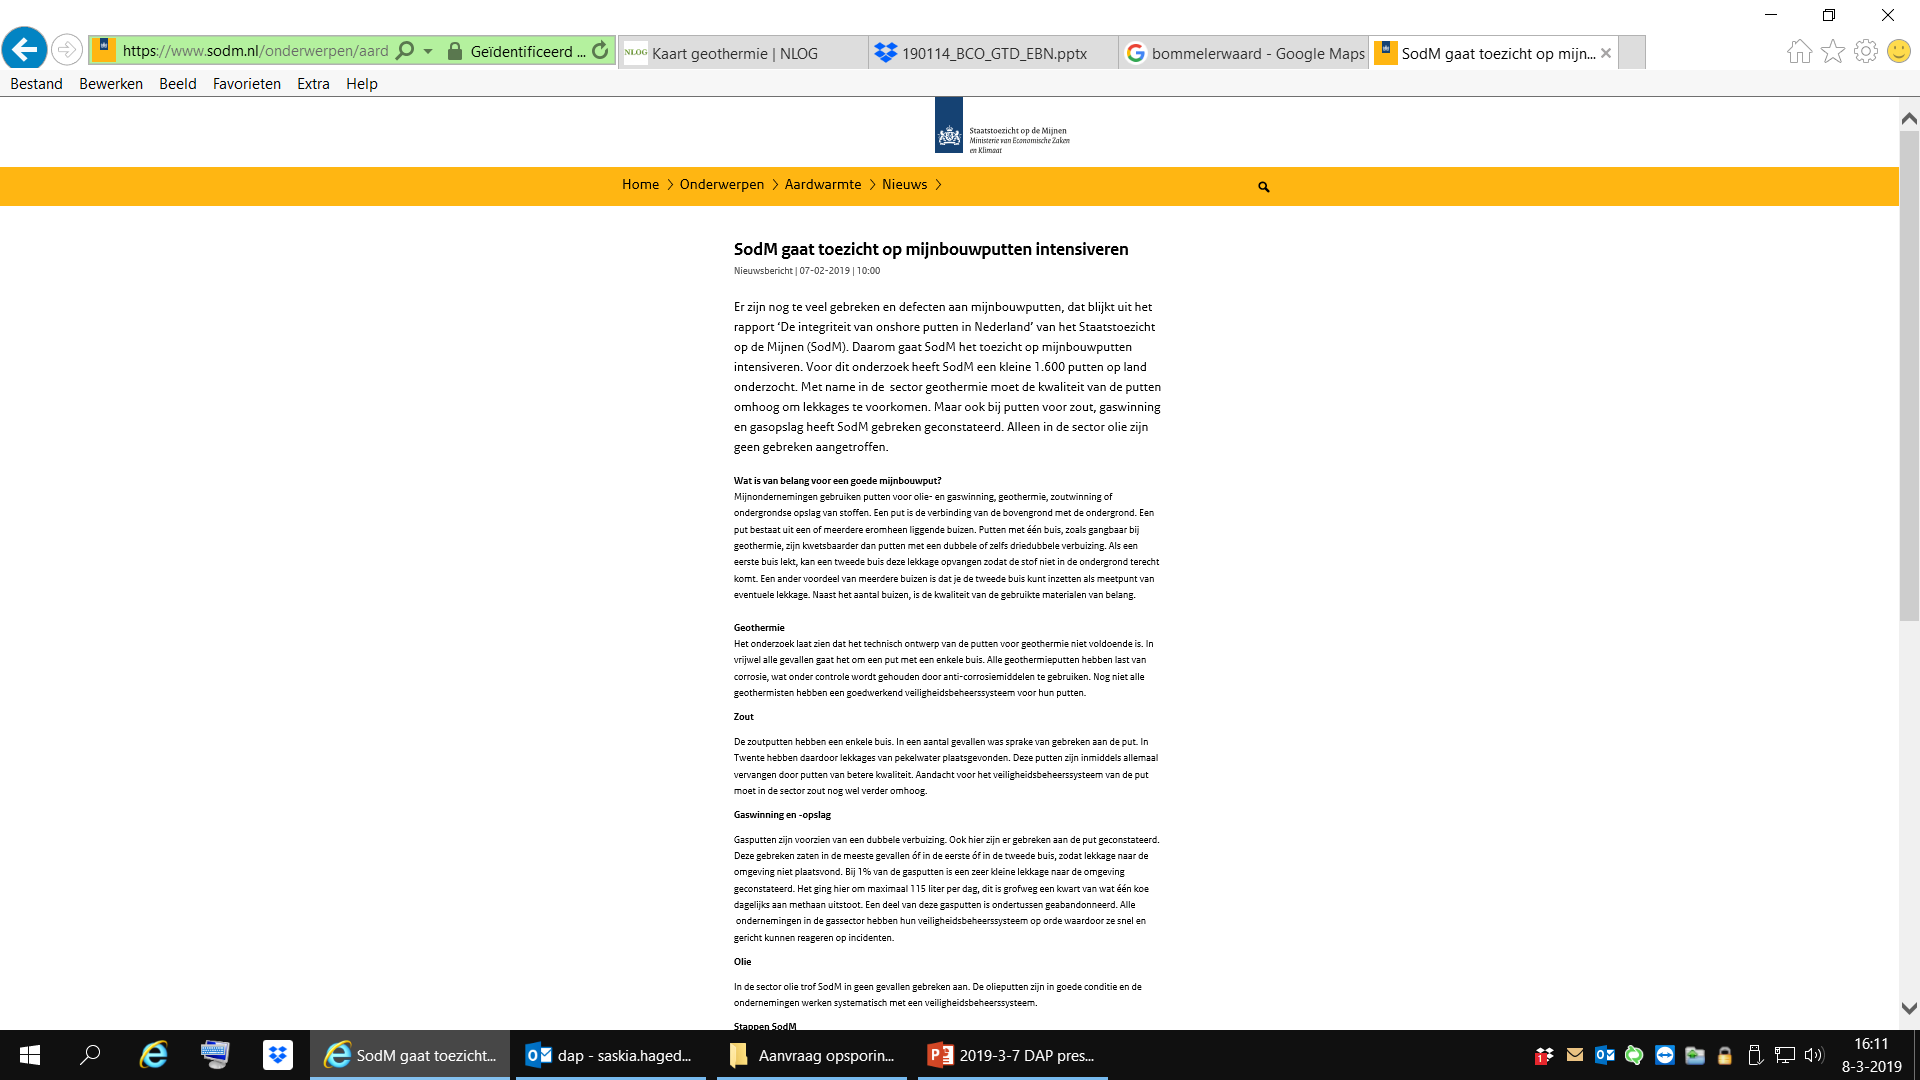 https://www.sodm.nl/onderwerpen/aard
Geïdentificeerd ...
NLOG Kaart geothermie | NLOG
190114_BCO_GTD_EBN.pptx
bommelerwaard - Google Maps
SodM gaat toezicht op mijn...
Bestand Bewerken Beeld Favorieten Extra Help
Staatstoezicht op de Mijnen
Ministerie van Economische Zaken
en Klimaat
Home > Onderwerpen > Aardwarmte > Nieuws >
SodM gaat toezicht op mijnbouwputten intensiveren
Nieuwsbericht | 07-02-2019 | 10:00
Er zijn nog te veel gebreken en defecten aan mijnbouwputten, dat blijkt uit het
rapport ‘De integriteit van onshore putten in Nederland’ van het Staatstoezicht
op de Mijnen (SodM). Daarom gaat SodM het toezicht op mijnbouwputten
intensiveren. Voor dit onderzoek heeft SodM een kleine 1.600 putten op land
onderzocht. Met name in de sector geothermie moet de kwaliteit van de putten
omhoog om lekkages te voorkomen. Maar ook bij putten voor zout, gaswinning
en gasopslag heeft SodM gebreken geconstateerd. Alleen in de sector olie zijn
geen gebreken aangetroffen.
Wat is van belang voor een goede mijnbouwput?
Mijnondernemingen gebruiken putten voor olie- en gaswinning, geothermie, zoutwinning of
ondergrondse opslag van stoffen. Een put is de verbinding van de bovengrond met de ondergrond. Een
put bestaat uit een of meerdere eromheen liggende buizen. Putten met één buis, zoals gangbaar bij
geothermie, zijn kwetsbaarder dan putten met een dubbele of zelfs driedubbele verbuizing. Als een
eerste buis lekt, kan een tweede buis deze lekkage opvangen zodat de stof niet in de ondergrond terecht
komt. Een ander voordeel van meerdere buizen is dat je de tweede buis kunt inzetten als meetpunt van
eventuele lekkage. Naast het aantal buizen, is de kwaliteit van de gebruikte materialen van belang.
Geothermie
Het onderzoek laat zien dat het technisch ontwerp van de putten voor geothermie niet voldoende is. In
vrijwel alle gevallen gaat het om een put met een enkele buis. Alle geothermieputten hebben last van
corrosie, wat onder controle wordt gehouden door anti-corrosiemiddelen te gebruiken. Nog niet alle
geothermisten hebben een goedwerkend veiligheidsbeheerssysteem voor hun putten.
Zout
De zoutputten hebben een enkele buis. In een aantal gevallen was sprake van gebreken aan de put. In
Twente hebben daardoor lekkages van pekelwater plaatsgevonden. Deze putten zijn inmiddels allemaal
vervangen door putten van betere kwaliteit. Aandacht voor het veiligheidsbeheerssysteem van de put
moet in de sector zout nog wel verder omhoog.
Gaswinning en -opslag
Gasputten zijn voorzien van een dubbele verbuizing. Ook hier zijn er gebreken aan de put geconstateerd.
Deze gebreken zaten in de meeste gevallen óf in de eerste óf in de tweede buis, zodat lekkage naar de
omgeving niet plaatsvond. Bij 1% van de gasputten is een zeer kleine lekkage naar de omgeving
geconstateerd. Het ging hier om maximaal 115 liter per dag, dit is grofweg een kwart van wat één koe
dagelijks aan methaan uitstoot. Een deel van deze gasputten is ondertussen geabandonneerd. Alle
ondernemingen in de gassector hebben hun veiligheidsbeheerssysteem op orde waardoor ze snel en
gericht kunnen reageren op incidenten.
Olie
In de sector olie trof SodM in geen gevallen gebreken aan. De olieputten zijn in goede conditie en de
ondernemingen werken systematisch met een veiligheidsbeheerssysteem.
Stappen SodM
SodM gaat toezicht...
dap - saskia.haged...
Aanvraag opsporin...
2019-3-7 DAP pres...
16:11
8-3-2019